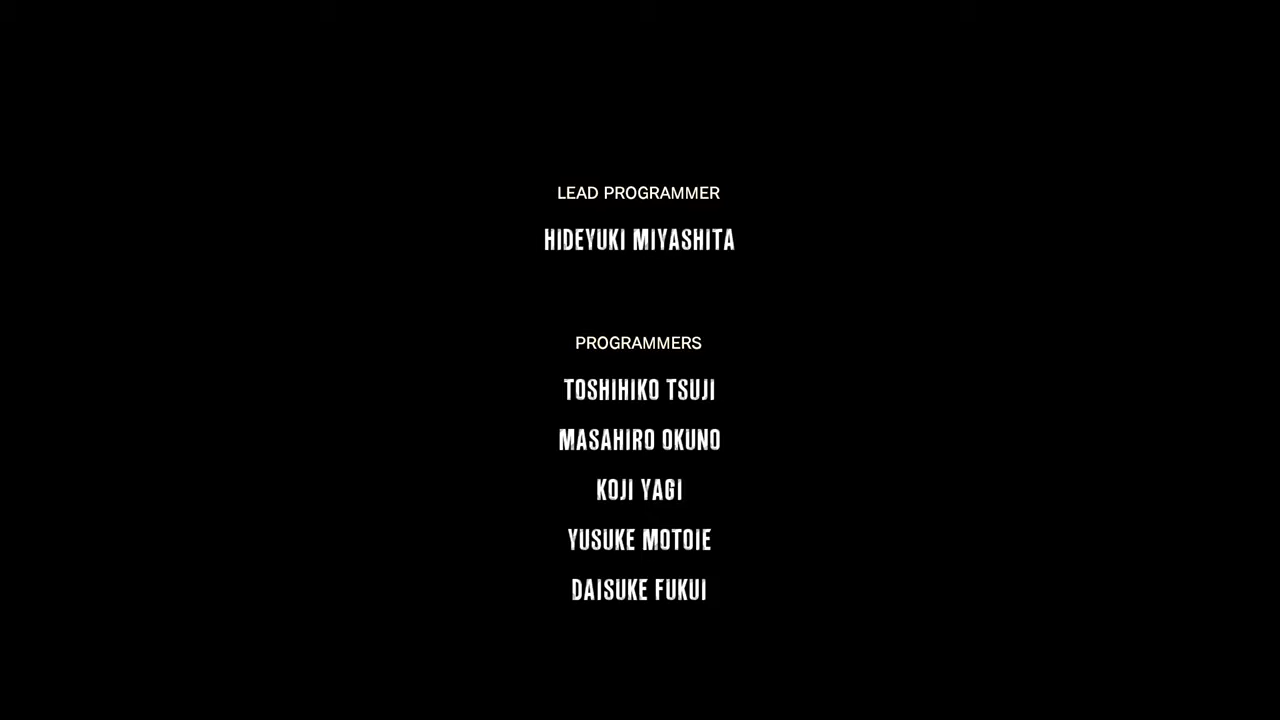 LEAD PROGRAMMER
HIDEYUKI MIYASHITA
PROGRAMMERS
TOSHIHIKO TSUJI
MASAHIRO OKUNO
KOJI YAGI
YUSUKE MOTOIE
DAISUKE FUKUI